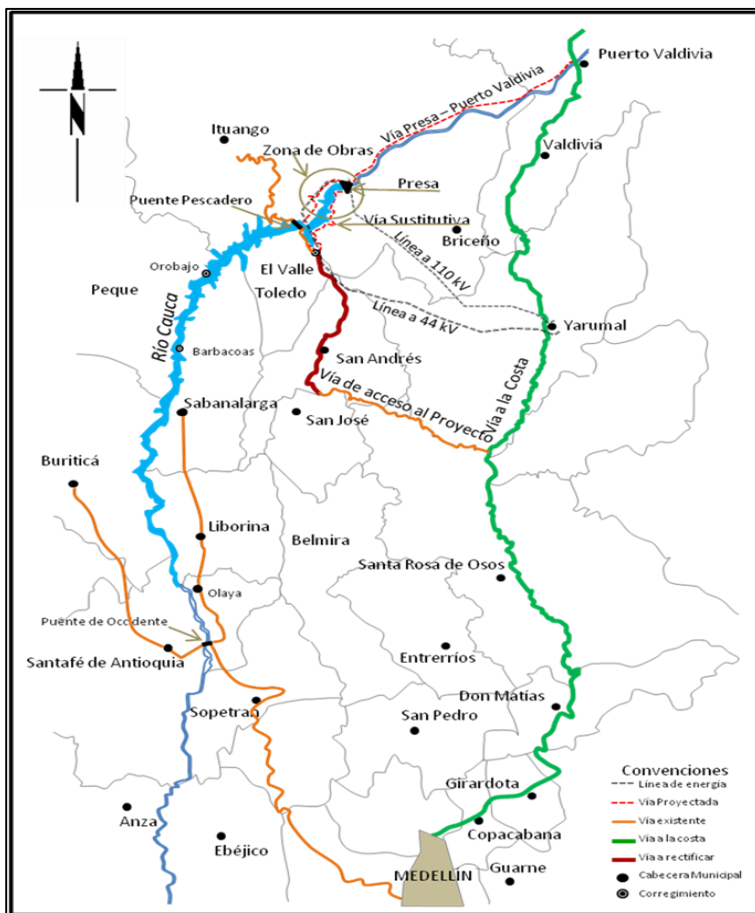 N
Puerto Valdivia
Vía Presa – Puerto Valdivia
Ituango
Zona de Obras
Valdivia
Puente Pescadero
Presa
Vía Sustitutiva
Briceño
Línea a 110 kV
Orobajo
El Valle
Peque
Toledo
Línea a 44 kV
Yarumal
Río Cauca
Barbacoas
San Andrés
Vía de acceso al Proyecto
Vía a la Costa
Sabanalarga
San José
Buriticá
Liborina
Belmira
Santa Rosa de Osos
Olaya
Puente de Occidente
Santafé de Antioquia
Entrerríos
Sopetran
Don Matías
San Pedro
Girardota
Anza
Ebéjico
Copacabana
MEDELLÍN
Guarne
Convenciones
Línea de energía
Vía Proyectada
Vía existente
Vía a la costa
Vía a rectificar
Cabecera Municipal
Corregimiento